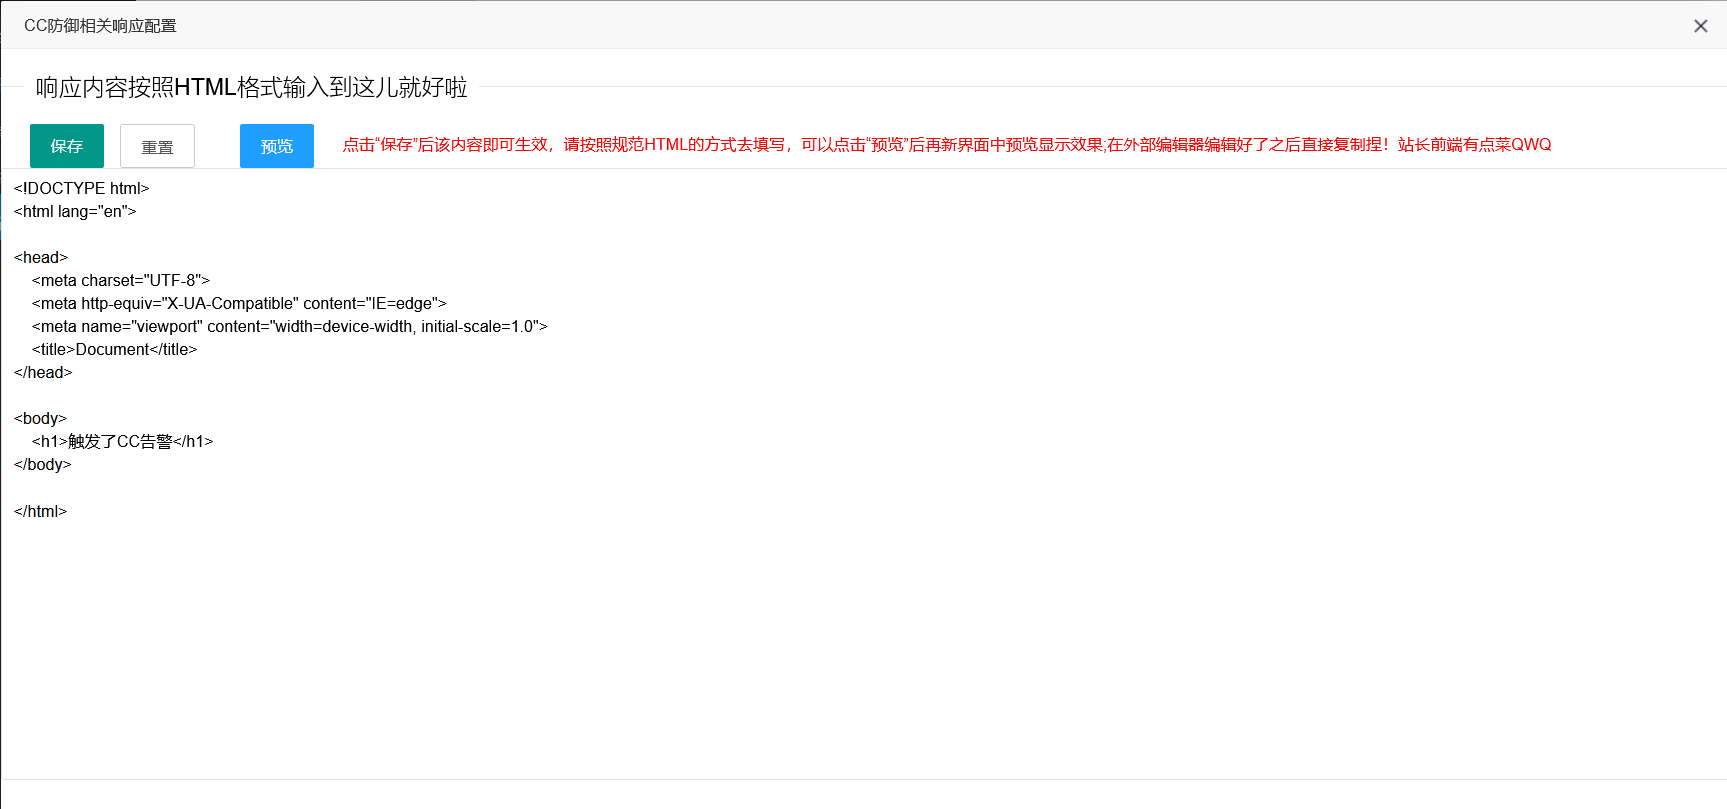 CC防御相关响应配置
响应内容按照HTML格式输入到这儿就好啦
保存 重置 预览 点击“保存”后该内容即可生效，请按照规范HTML的方式去填写，可以点击“预览”后再新界面中预览显示效果;在外部编辑器编辑好了之后直接复制捏！站长前端有点菜QWQ
<!DOCTYPE html>
<html lang="en">
<head>
<meta charset="UTF-8">
<meta http-equiv="X-UA-Compatible" content="IE=edge">
<meta name="viewport" content="width=device-width, initial-scale=1.0">
<title>Document</title>
</head>
<body>
<h1>触发了CC告警</h1>
</body>
</html>